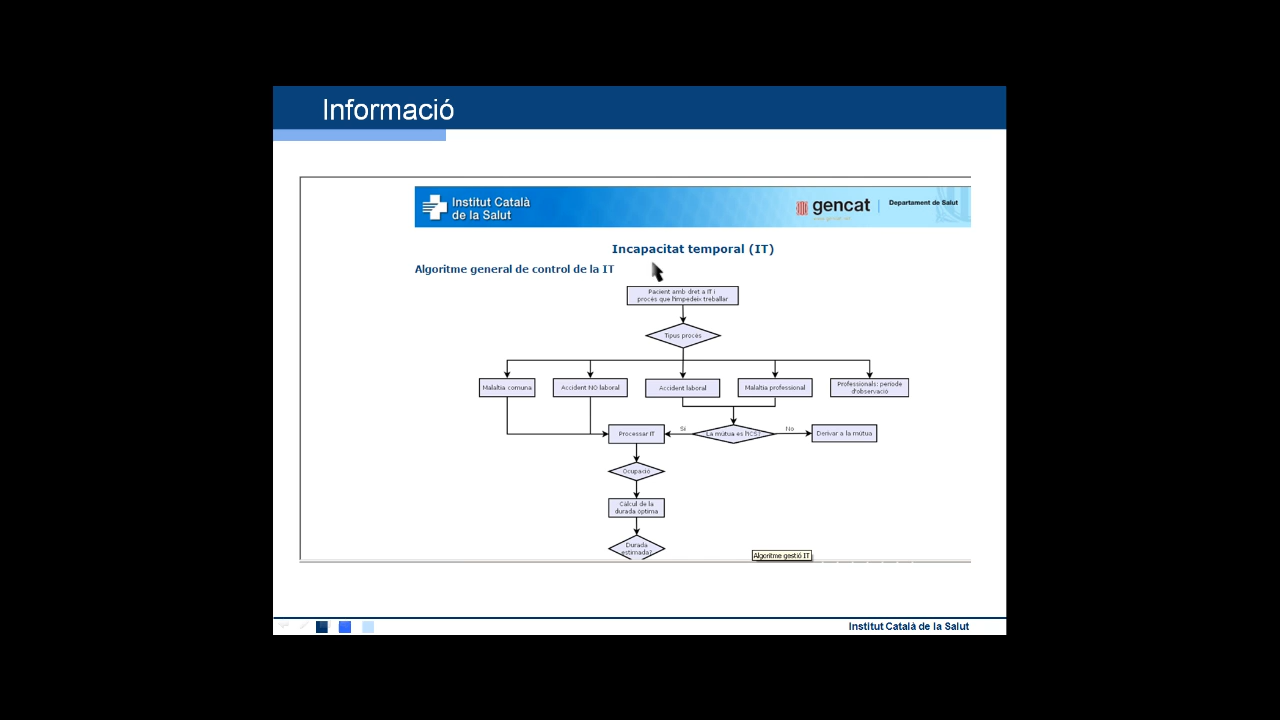 Informació
Institut Català
de la Salut
gencat
Departament de Salut
Incapacitat temporal (IT)
Algoritme general de control de la IT
Pacient amb dret a IT i
procés que l'impedeix treballar
Tipus procés
Malaltia comuna
Accident NO laboral
Accident laboral
Malaltia professional
Professionals: periode
d'observació
Processar IT
Si
La mútua es l'ICS?
No
Derivar a la mútua
Ocupació
Càlcul de la
durada òptima
Durada
estimada?
Algoritme gestió IT
Institut Català de la Salut